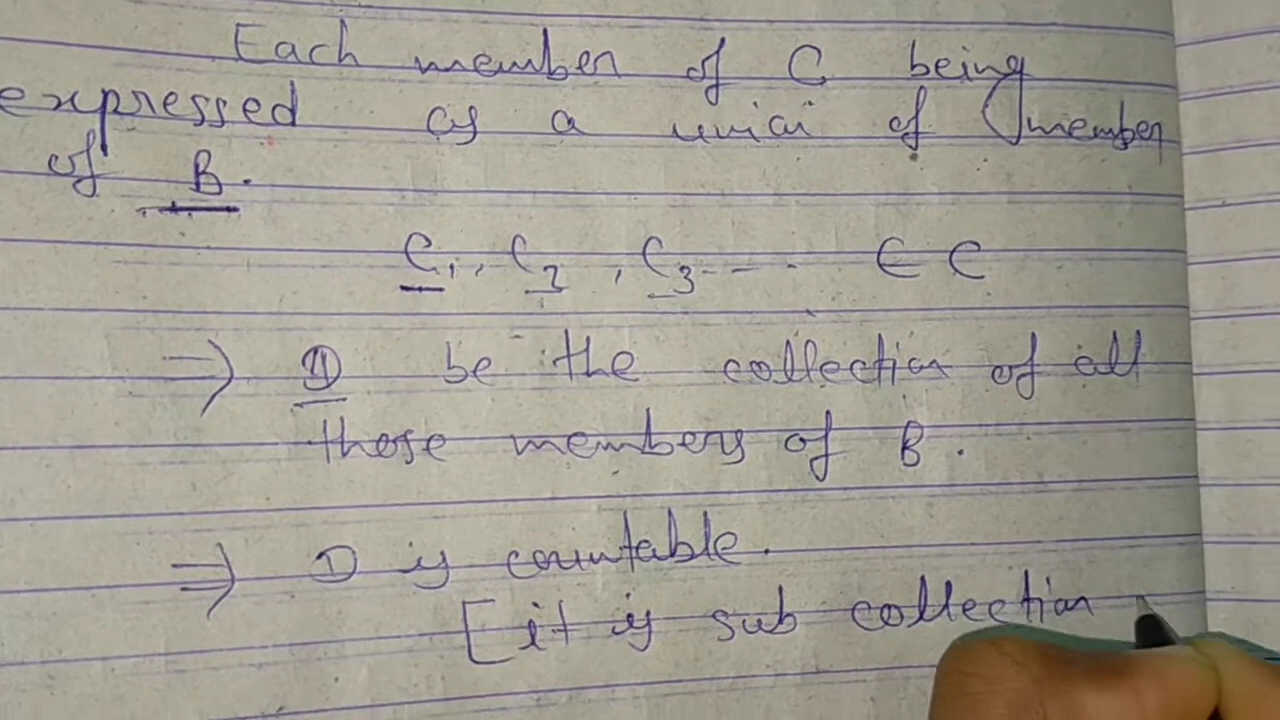 Each member of C being
expressed as a union of member
of B.
C1, C2, C3--- . ∈ C
⇒ D be the collection of all
those members of B.
⇒ D is countable.
[it is sub collection